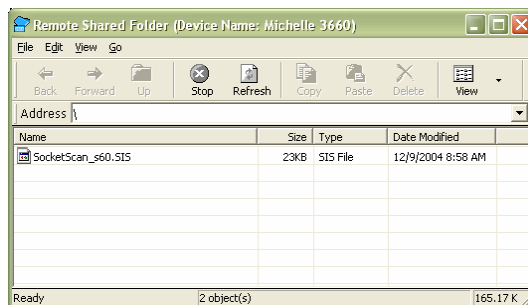 Remote Shared Folder (Device Name: Michelle 3660)
File Edit View Go
Back Forward Up Stop Refresh Copy Paste Delete View
Address \
Name Size Type Date Modified
SocketScan_s60.SIS 23KB SIS File 12/9/2004 8:58 AM
Ready 2 object(s) 165.17 K